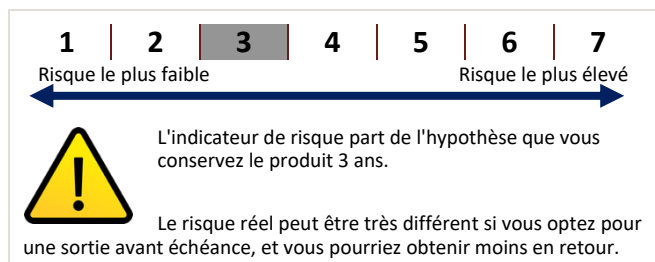 1 2 3 4 5 6 7
Risque le plus faible Risque le plus élevé
L'indicateur de risque part de l'hypothèse que vous
conservez le produit 3 ans.
Le risque réel peut être très différent si vous optez pour
une sortie avant échéance, et vous pourriez obtenir moins en retour.